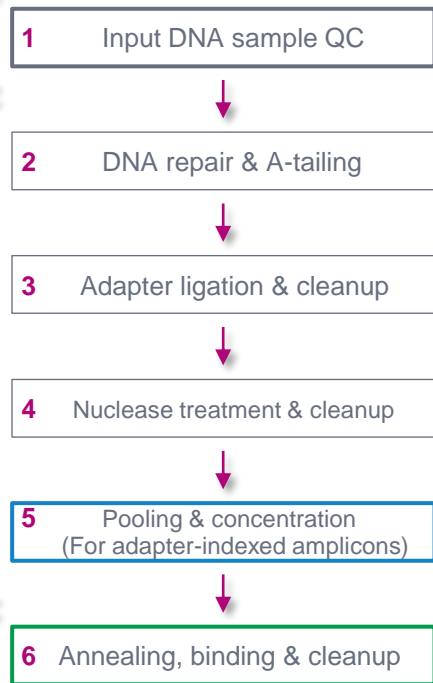 1 Input DNA sample QC
2 DNA repair & A-tailing
3 Adapter ligation & cleanup
4 Nuclease treatment & cleanup
5 Pooling & concentration
(For adapter-indexed amplicons)
6 Annealing, binding & cleanup